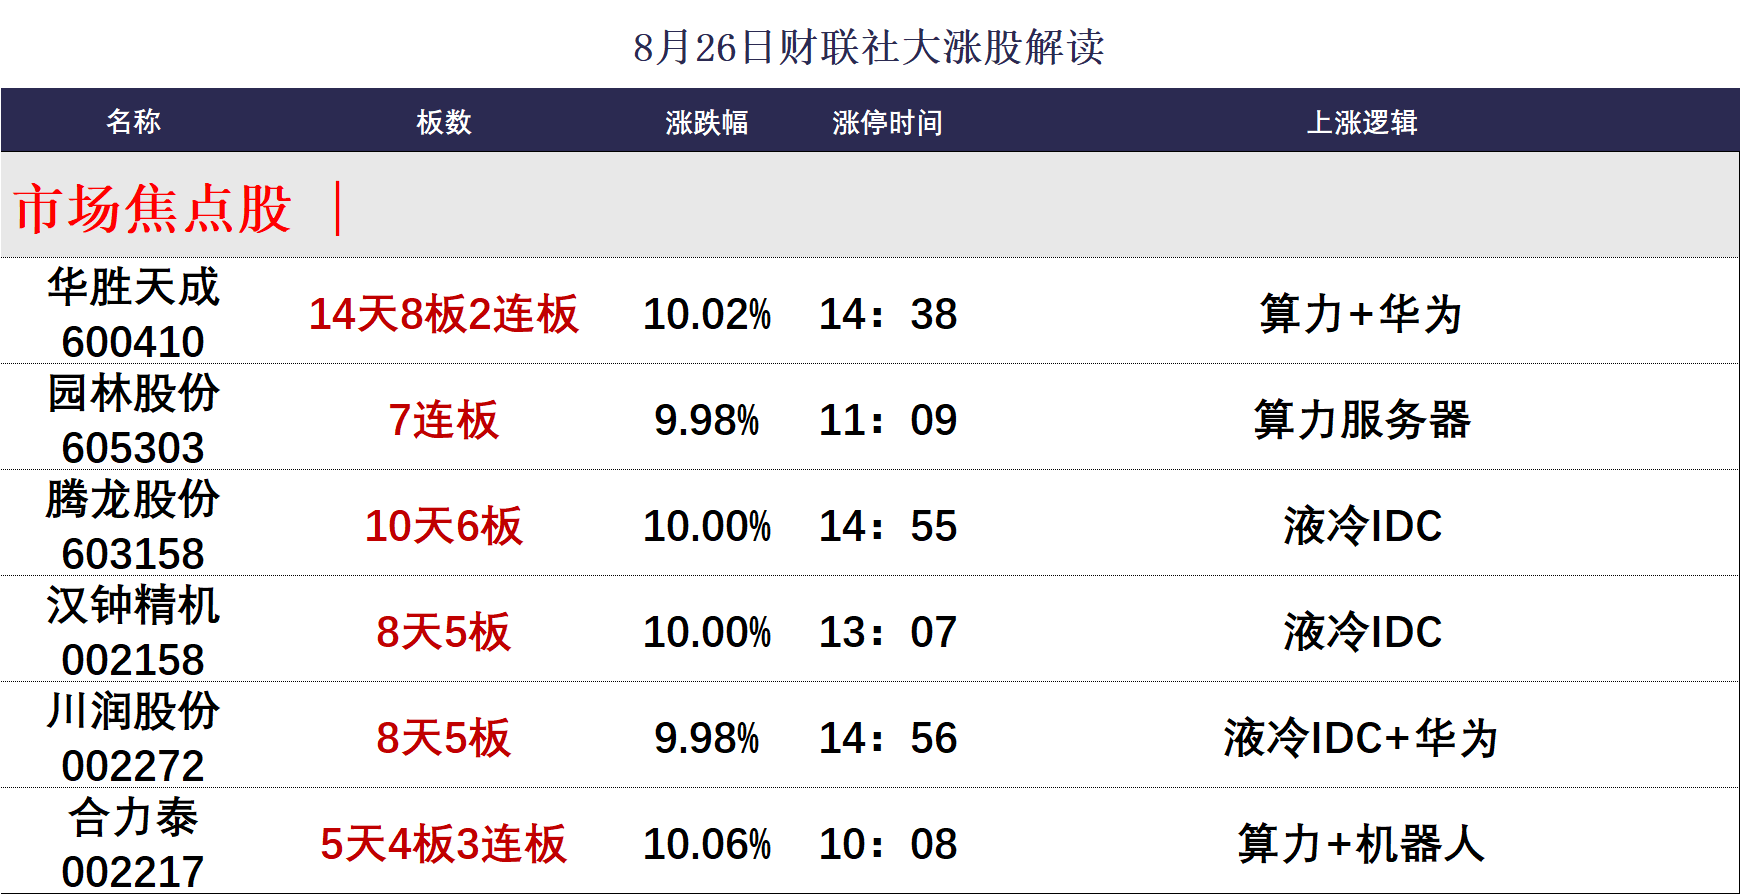 8月26日财联社大涨股解读
名称 板数 涨跌幅 涨停时间 上涨逻辑
市场焦点股 ｜
华胜天成
600410 14天8板2连板 10.02% 14：38 算力+华为
园林股份
605303 7连板 9.98% 11：09 算力服务器
腾龙股份
603158 10天6板 10.00% 14：55 液冷IDC
汉钟精机
002158 8天5板 10.00% 13：07 液冷IDC
川润股份
002272 8天5板 9.98% 14：56 液冷IDC+华为
合力泰
002217 5天4板3连板 10.06% 10：08 算力+机器人